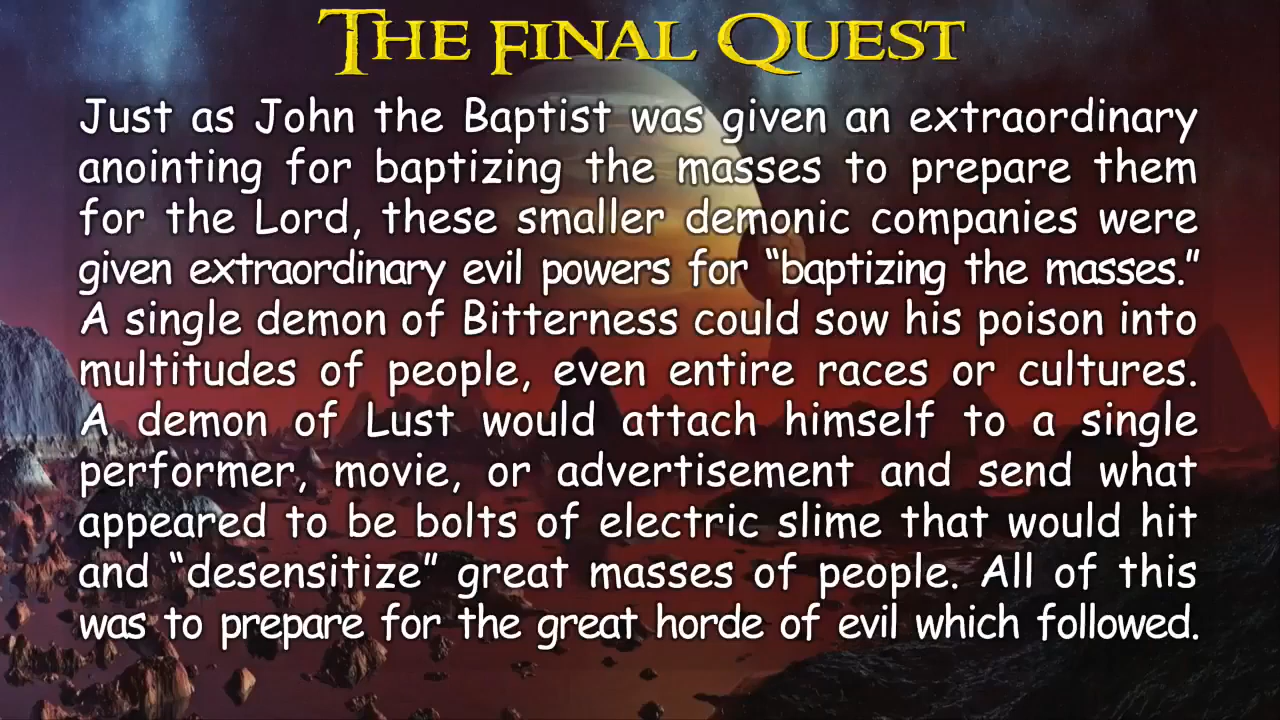 The Final Quest
Just as John the Baptist was given an extraordinary
anointing for baptizing the masses to prepare them
for the Lord, these smaller demonic companies were
given extraordinary evil powers for “baptizing the masses.”
A single demon of Bitterness could sow his poison into
multitudes of people, even entire races or cultures.
A demon of Lust would attach himself to a single
performer, movie, or advertisement and send what
appeared to be bolts of electric slime that would hit
and “desensitize” great masses of people. All of this
was to prepare for the great horde of evil which followed.